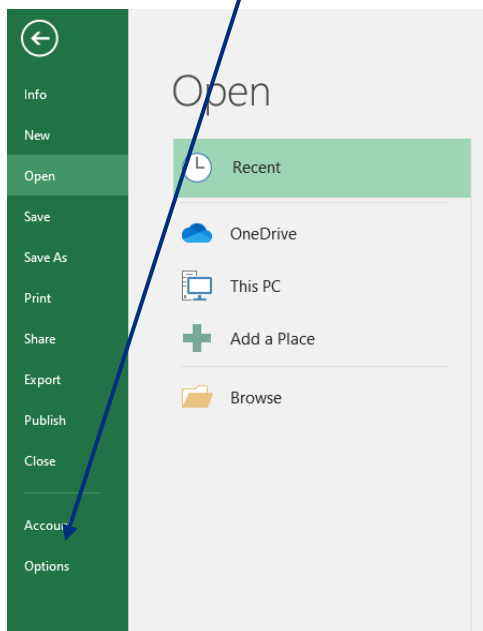 Info
New
Open
Save
Save As
Print
Share
Export
Publish
Close
Account
Options
Open
Recent
OneDrive
This PC
Add a Place
Browse